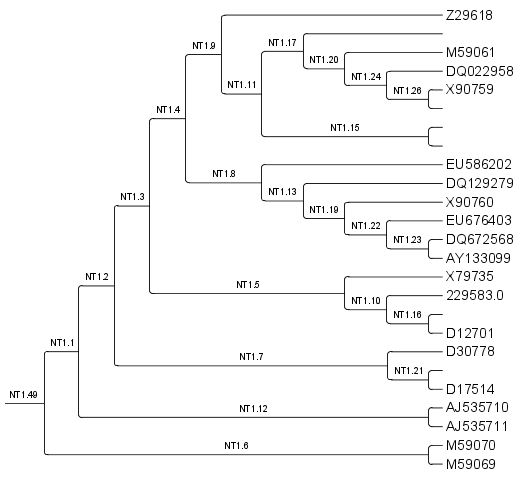 Z29618
NT1.17
NT1.9
M59061
NT1.20
DQ022958
NT1.24
NT1.11
X90759
NT1.26
NT1.4
NT1.15
EU586202
NT1.8
DQ129279
NT1.13
X90760
NT1.3
NT1.19
EU676403
NT1.22
DQ672568
NT1.23
AY133099
X79735
NT1.2
NT1.5
229583.0
NT1.10
NT1.16
D12701
NT1.1
D30778
NT1.7
NT1.21
D17514
NT1.49
AJ535710
NT1.12
AJ535711
M59070
NT1.6
M59069